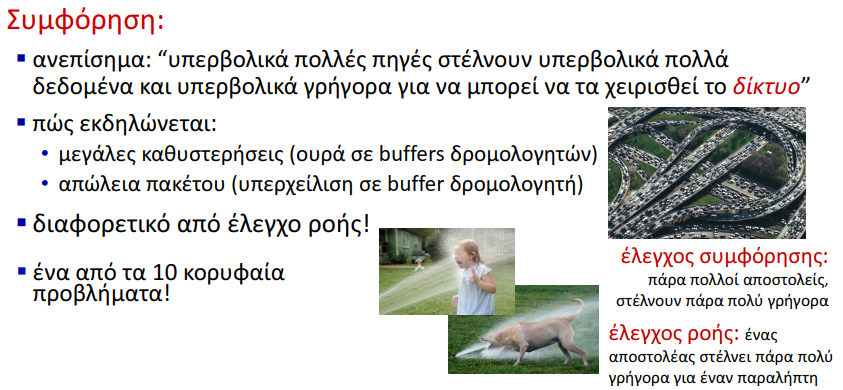 Συμφόρηση:
ανεπίσημα: “υπερβολικά πολλές πηγές στέλνουν υπερβολικά πολλά
δεδομένα και υπερβολικά γρήγορα για να μπορεί να τα χειρισθεί το δίκτυο”
πώς εκδηλώνεται:
μεγάλες καθυστερήσεις (ουρά σε buffers δρομολογητών)
απώλεια πακέτου (υπερχείλιση σε buffer δρομολογητή)
διαφορετικό από έλεγχο ροής!
ένα από τα 10 κορυφαία
προβλήματα!
έλεγχος συμφόρησης:
πάρα πολλοί αποστολείς,
στέλνουν πάρα πολύ γρήγορα
έλεγχος ροής: ένας
αποστολέας στέλνει πάρα πολύ
γρήγορα για έναν παραλήπτη